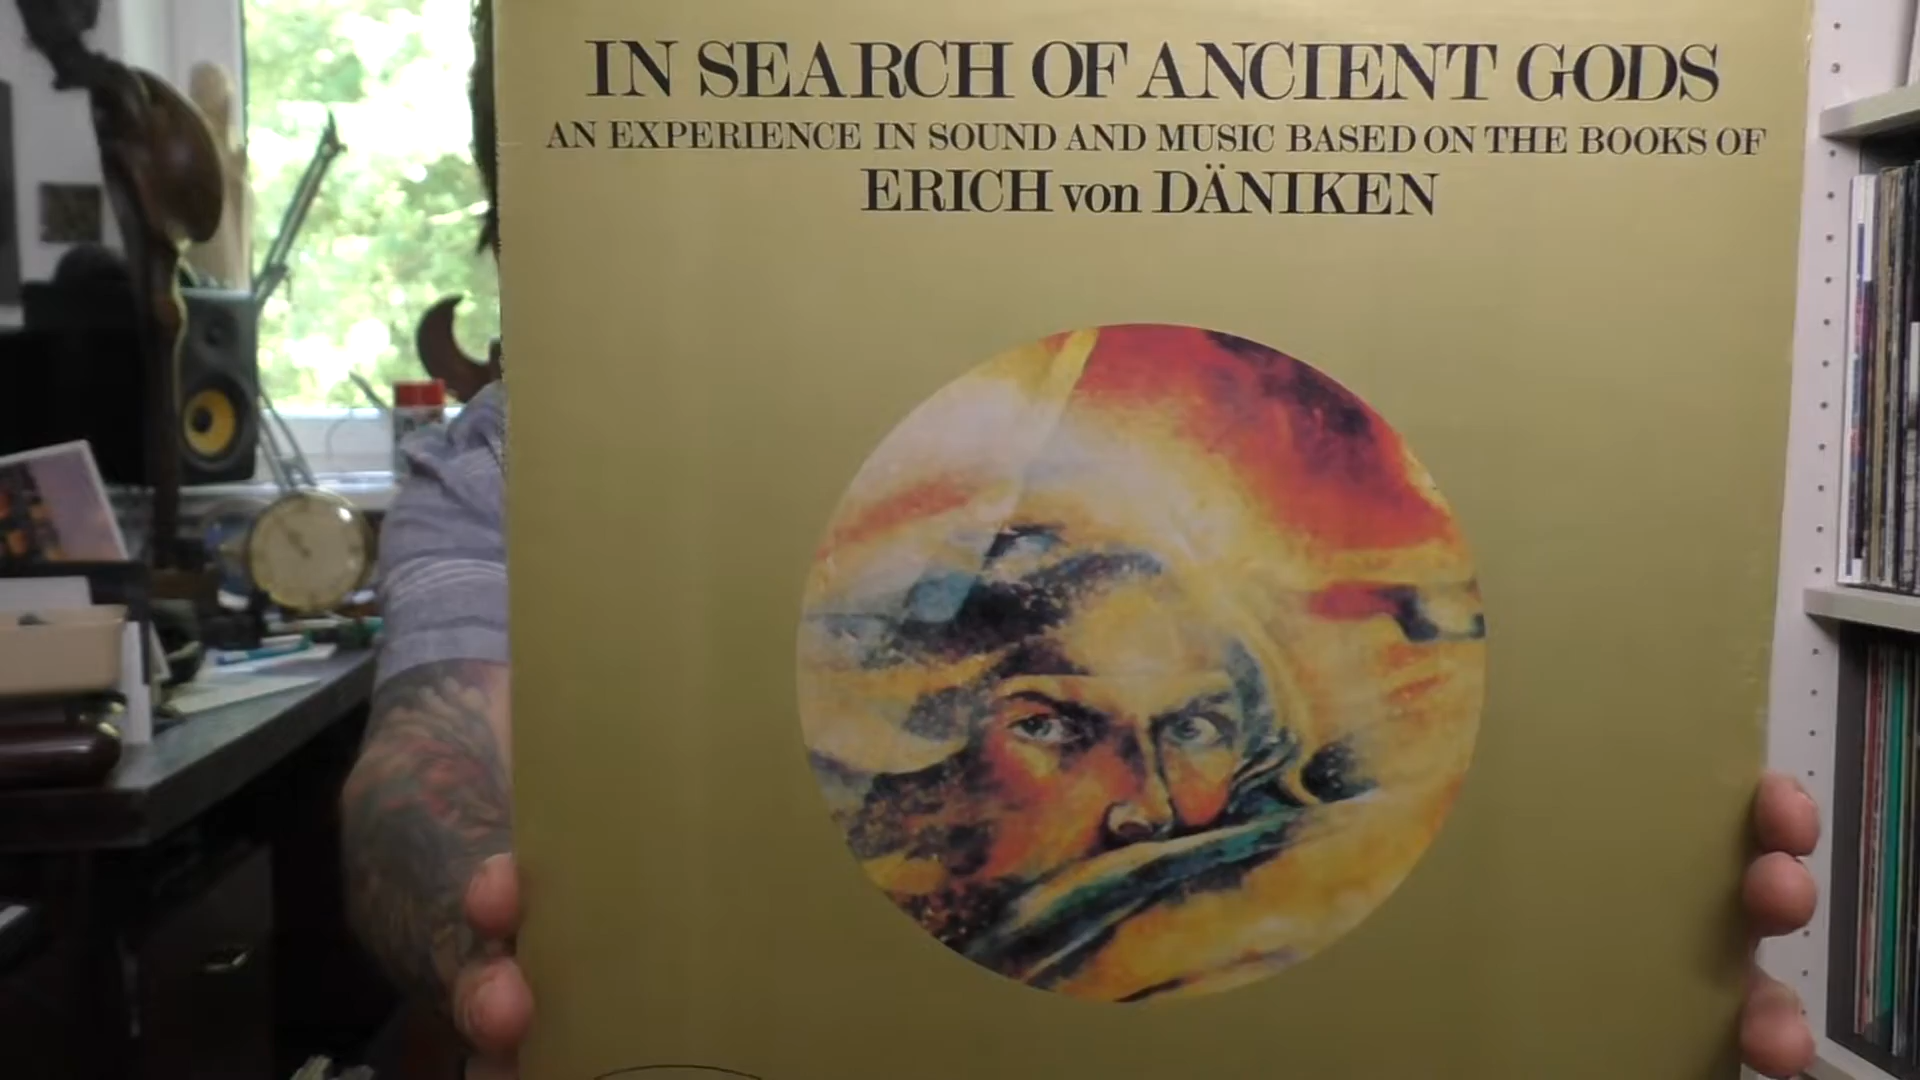 IN SEARCH OF ANCIENT GODS
AN EXPERIENCE IN SOUND AND MUSIC BASED ON THE BOOKS OF
ERICH von DÄNIKEN